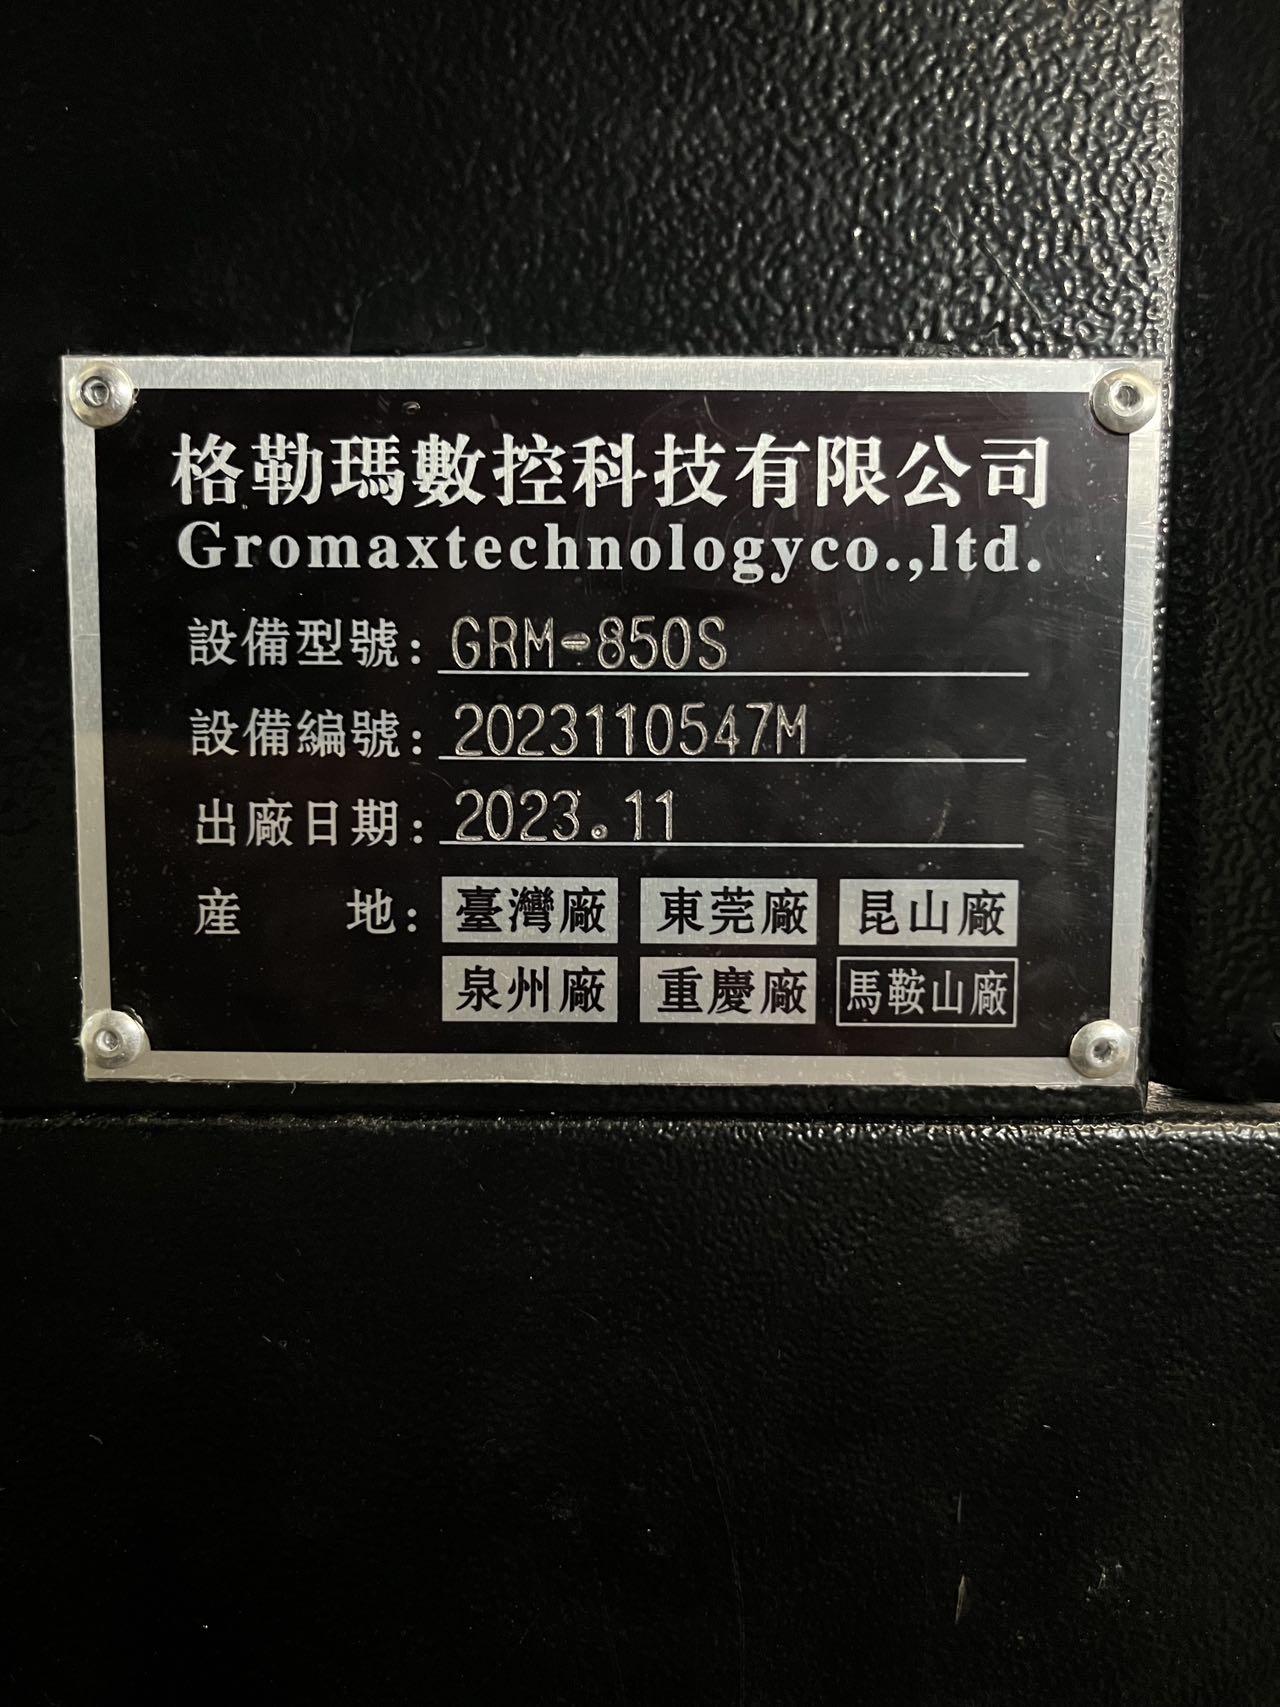 格勒瑪數控科技有限公司
Gromaxtechnologyco.,ltd.
設備型號: GRM-850S
設備編號: 2023110547M
出廠日期: 2023.11
産 地: 臺灣廠 東莞廠 昆山廠
泉州廠 重慶廠 馬鞍山廠